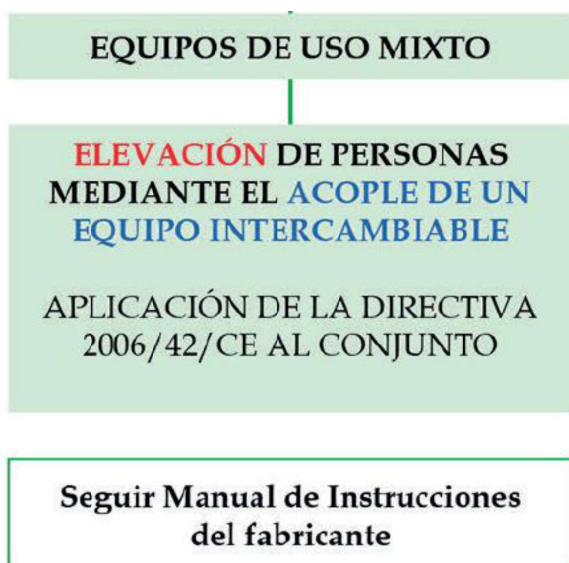 EQUIPOS DE USO MIXTO
ELEVACIÓN DE PERSONAS
MEDIANTE EL ACOPLE DE UN
EQUIPO INTERCAMBIABLE
APLICACIÓN DE LA DIRECTIVA
2006/42/CE AL CONJUNTO
Seguir Manual de Instrucciones
del fabricante